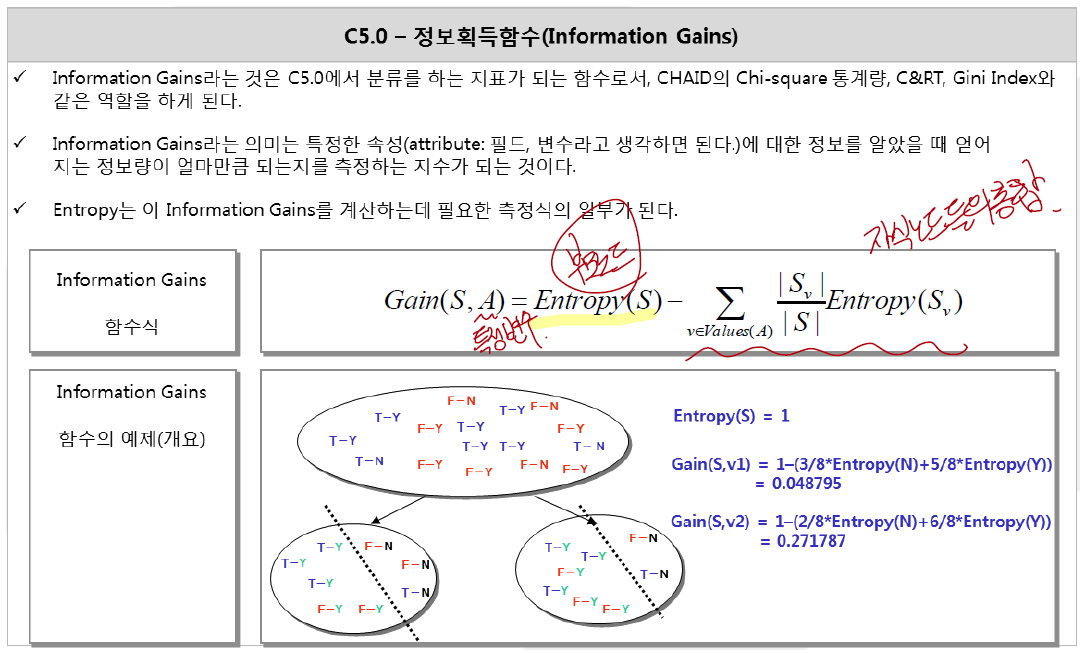 C5.0 – 정보획득함수(Information Gains)
✓ Information Gains라는 것은 C5.0에서 분류를 하는 지표가 되는 함수로서, CHAID의 Chi-square 통계량, C&RT, Gini Index와
같은 역할을 하게 된다.
✓ Information Gains라는 의미는 특정한 속성(attribute: 필드, 변수라고 생각하면 된다.)에 대한 정보를 알았을 때 얻어
지는 정보량이 얼마만큼 되는지를 측정하는 지수가 되는 것이다.
✓ Entropy는 이 Information Gains를 계산하는데 필요한 측정식의 일부가 된다.
자식노드들의 종합
부모노드
Information Gains
함수식
Gain(S, A) = Entropy(S) − ∑ v∈Values(A) |Sv| / |S| Entropy(Sv)
특정변수.
Information Gains
함수의 예제(개요)
F–N
T–Y T–Y F–N
F–Y T–Y F–Y
T–Y T–Y T–Y T–N
T–N F–Y F–Y F–N F–Y
Entropy(S) = 1
Gain(S,v1) = 1–(3/8*Entropy(N)+5/8*Entropy(Y))
= 0.048795
Gain(S,v2) = 1–(2/8*Entropy(N)+6/8*Entropy(Y))
= 0.271787
T–Y F–N
T–Y F–N
T–Y T–N
F–Y F–Y
F–N
T–Y T–Y
F–Y T–N
T–Y F–Y F–Y